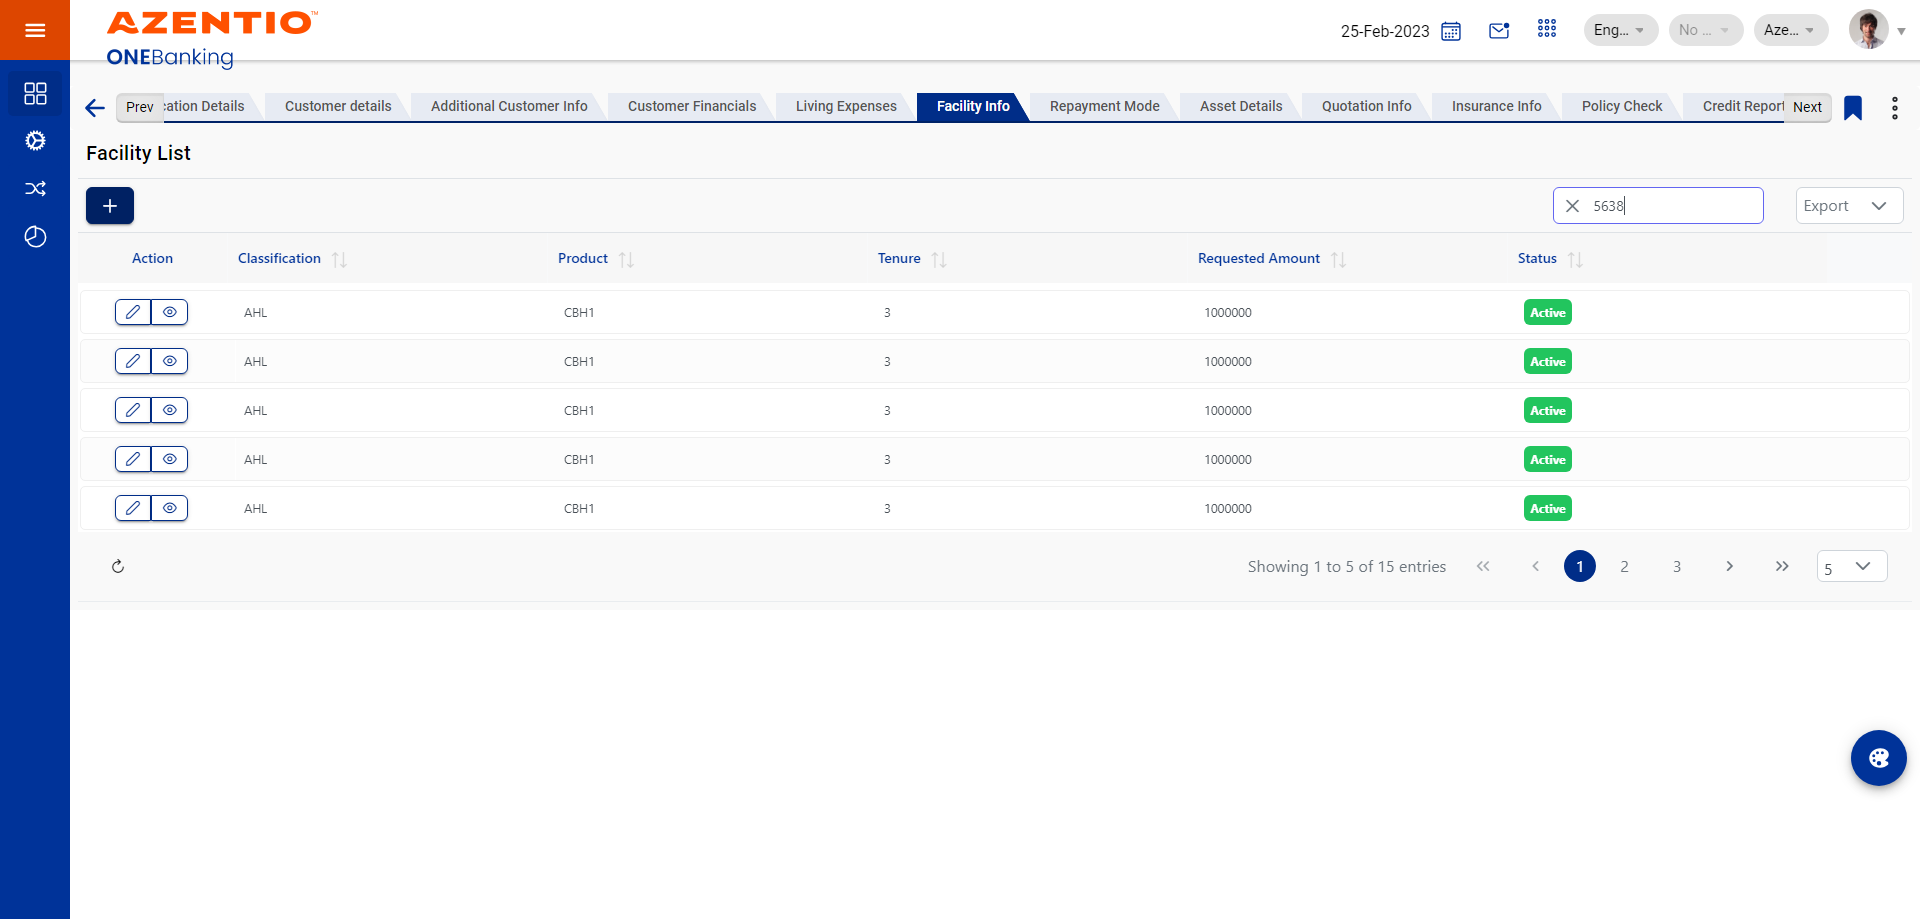 AZENTIO™
ONEBanking
25-Feb-2023
Eng...
No ...
Aze...
Prev
cation Details
Customer details
Additional Customer Info
Customer Financials
Living Expenses
Facility Info
Repayment Mode
Asset Details
Quotation Info
Insurance Info
Policy Check
Credit Report
Next
Facility List
+
5638
Export
Action Classification Product Tenure Requested Amount Status
AHL CBH1 3 1000000 Active
AHL CBH1 3 1000000 Active
AHL CBH1 3 1000000 Active
AHL CBH1 3 1000000 Active
AHL CBH1 3 1000000 Active
Showing 1 to 5 of 15 entries << < 1 2 3 > >> 5